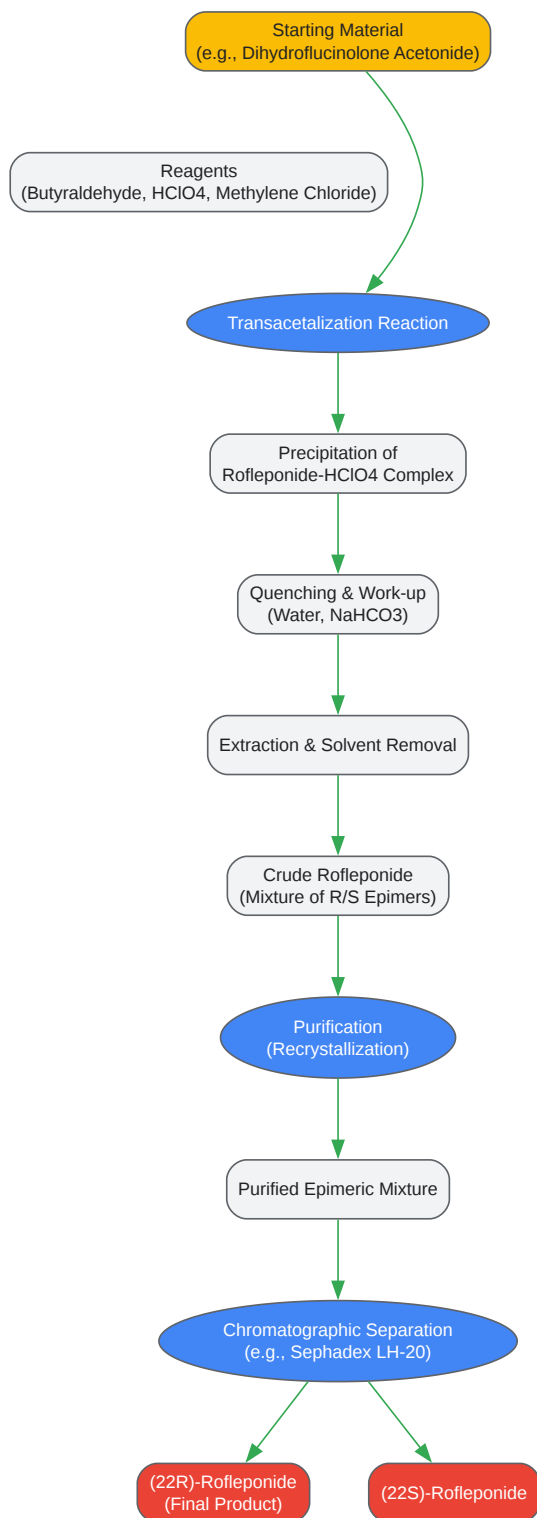 Starting Material
(e.g., Dihydroflucinolone Acetonide)
Reagents
(Butyraldehyde, HClO4, Methylene Chloride)
Transacetalization Reaction
Precipitation of
Rofleponide-HClO4 Complex
Quenching & Work-up
(Water, NaHCO3)
Extraction & Solvent Removal
Crude Rofleponide
(Mixture of R/S Epimers)
Purification
(Recrystallization)
Purified Epimeric Mixture
Chromatographic Separation
(e.g., Sephadex LH-20)
(22R)-Rofleponide
(Final Product)
(22S)-Rofleponide